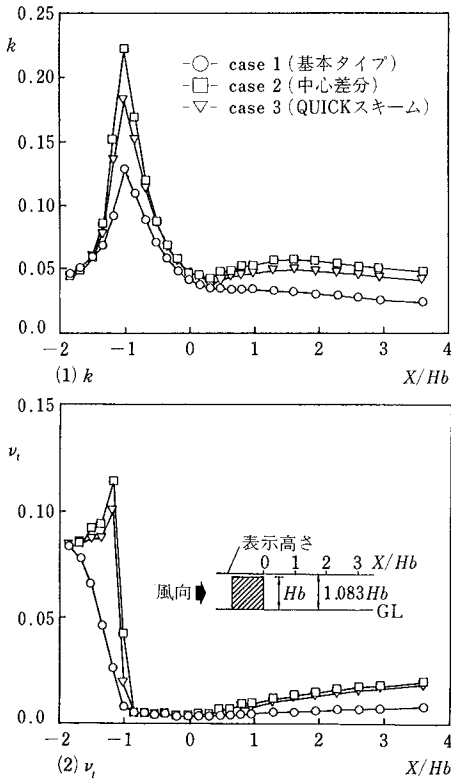 k
0.25
0.20
0.15
0.10
0.05
0.0
-○- case 1 (基本タイプ)
-□- case 2 (中心差分)
-▽- case 3 (QUICKスキーム)
−2 −1 0 1 2 3 4
(1) k X/Hb
0.15
ν_t
0.10
0.05
0.0
表示高さ
0 1 2 3 X/Hb
風向
Hb
1.083Hb
GL
−2 −1 0 1 2 3 4
(2) ν_t X/Hb